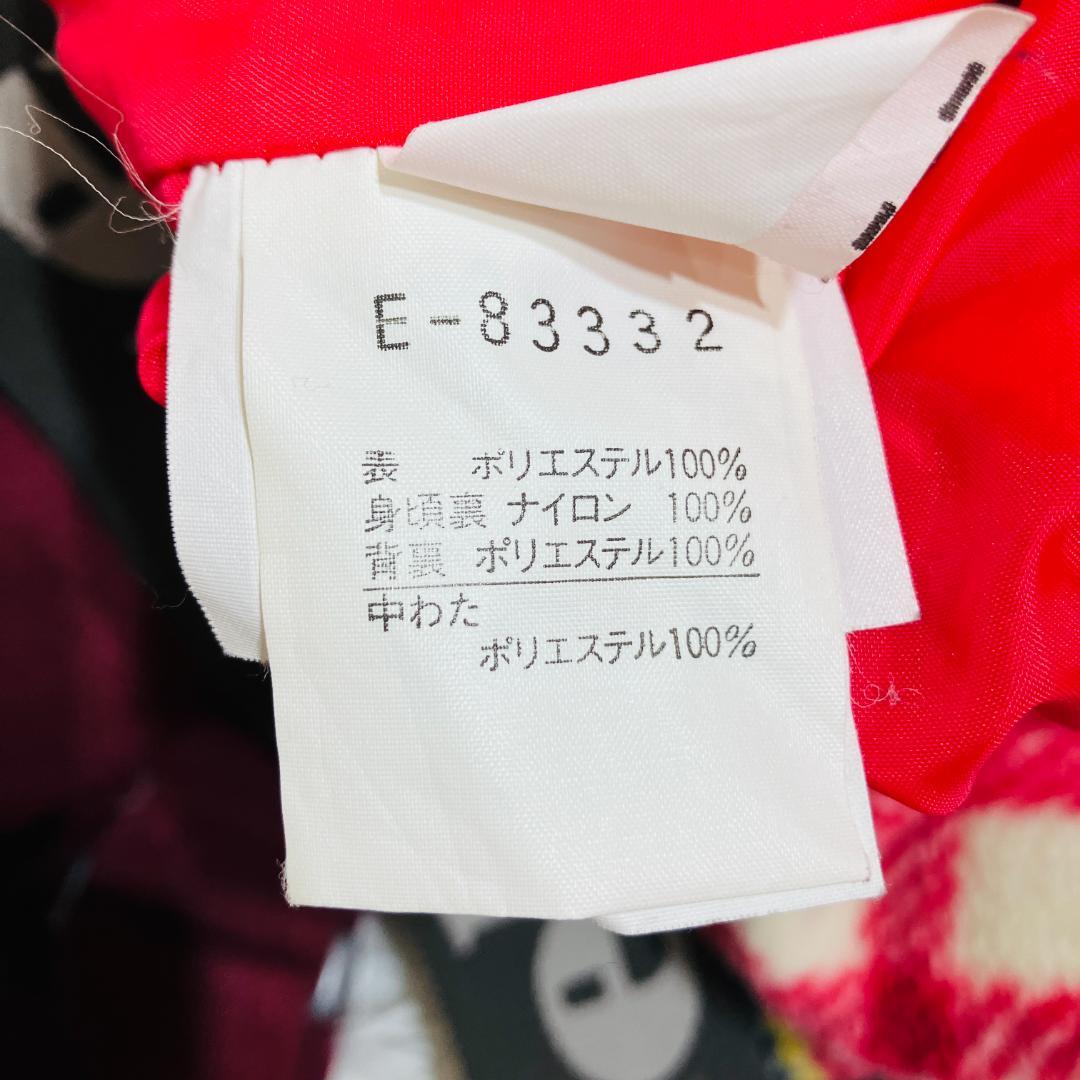 E-83332
表 ポリエステル100%
身頃裏 ナイロン 100%
背裏 ポリエステル100%
中わた
ポリエステル100%